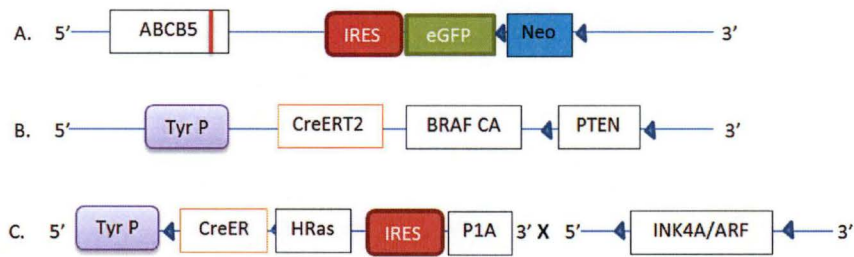 A. 5' ABCB5 IRES eGFP Neo 3'
B. 5' Tyr P CreERT2 BRAF CA PTEN 3'
C. 5' Tyr P CreER HRas IRES P1A 3' X 5' INK4A/ARF 3'